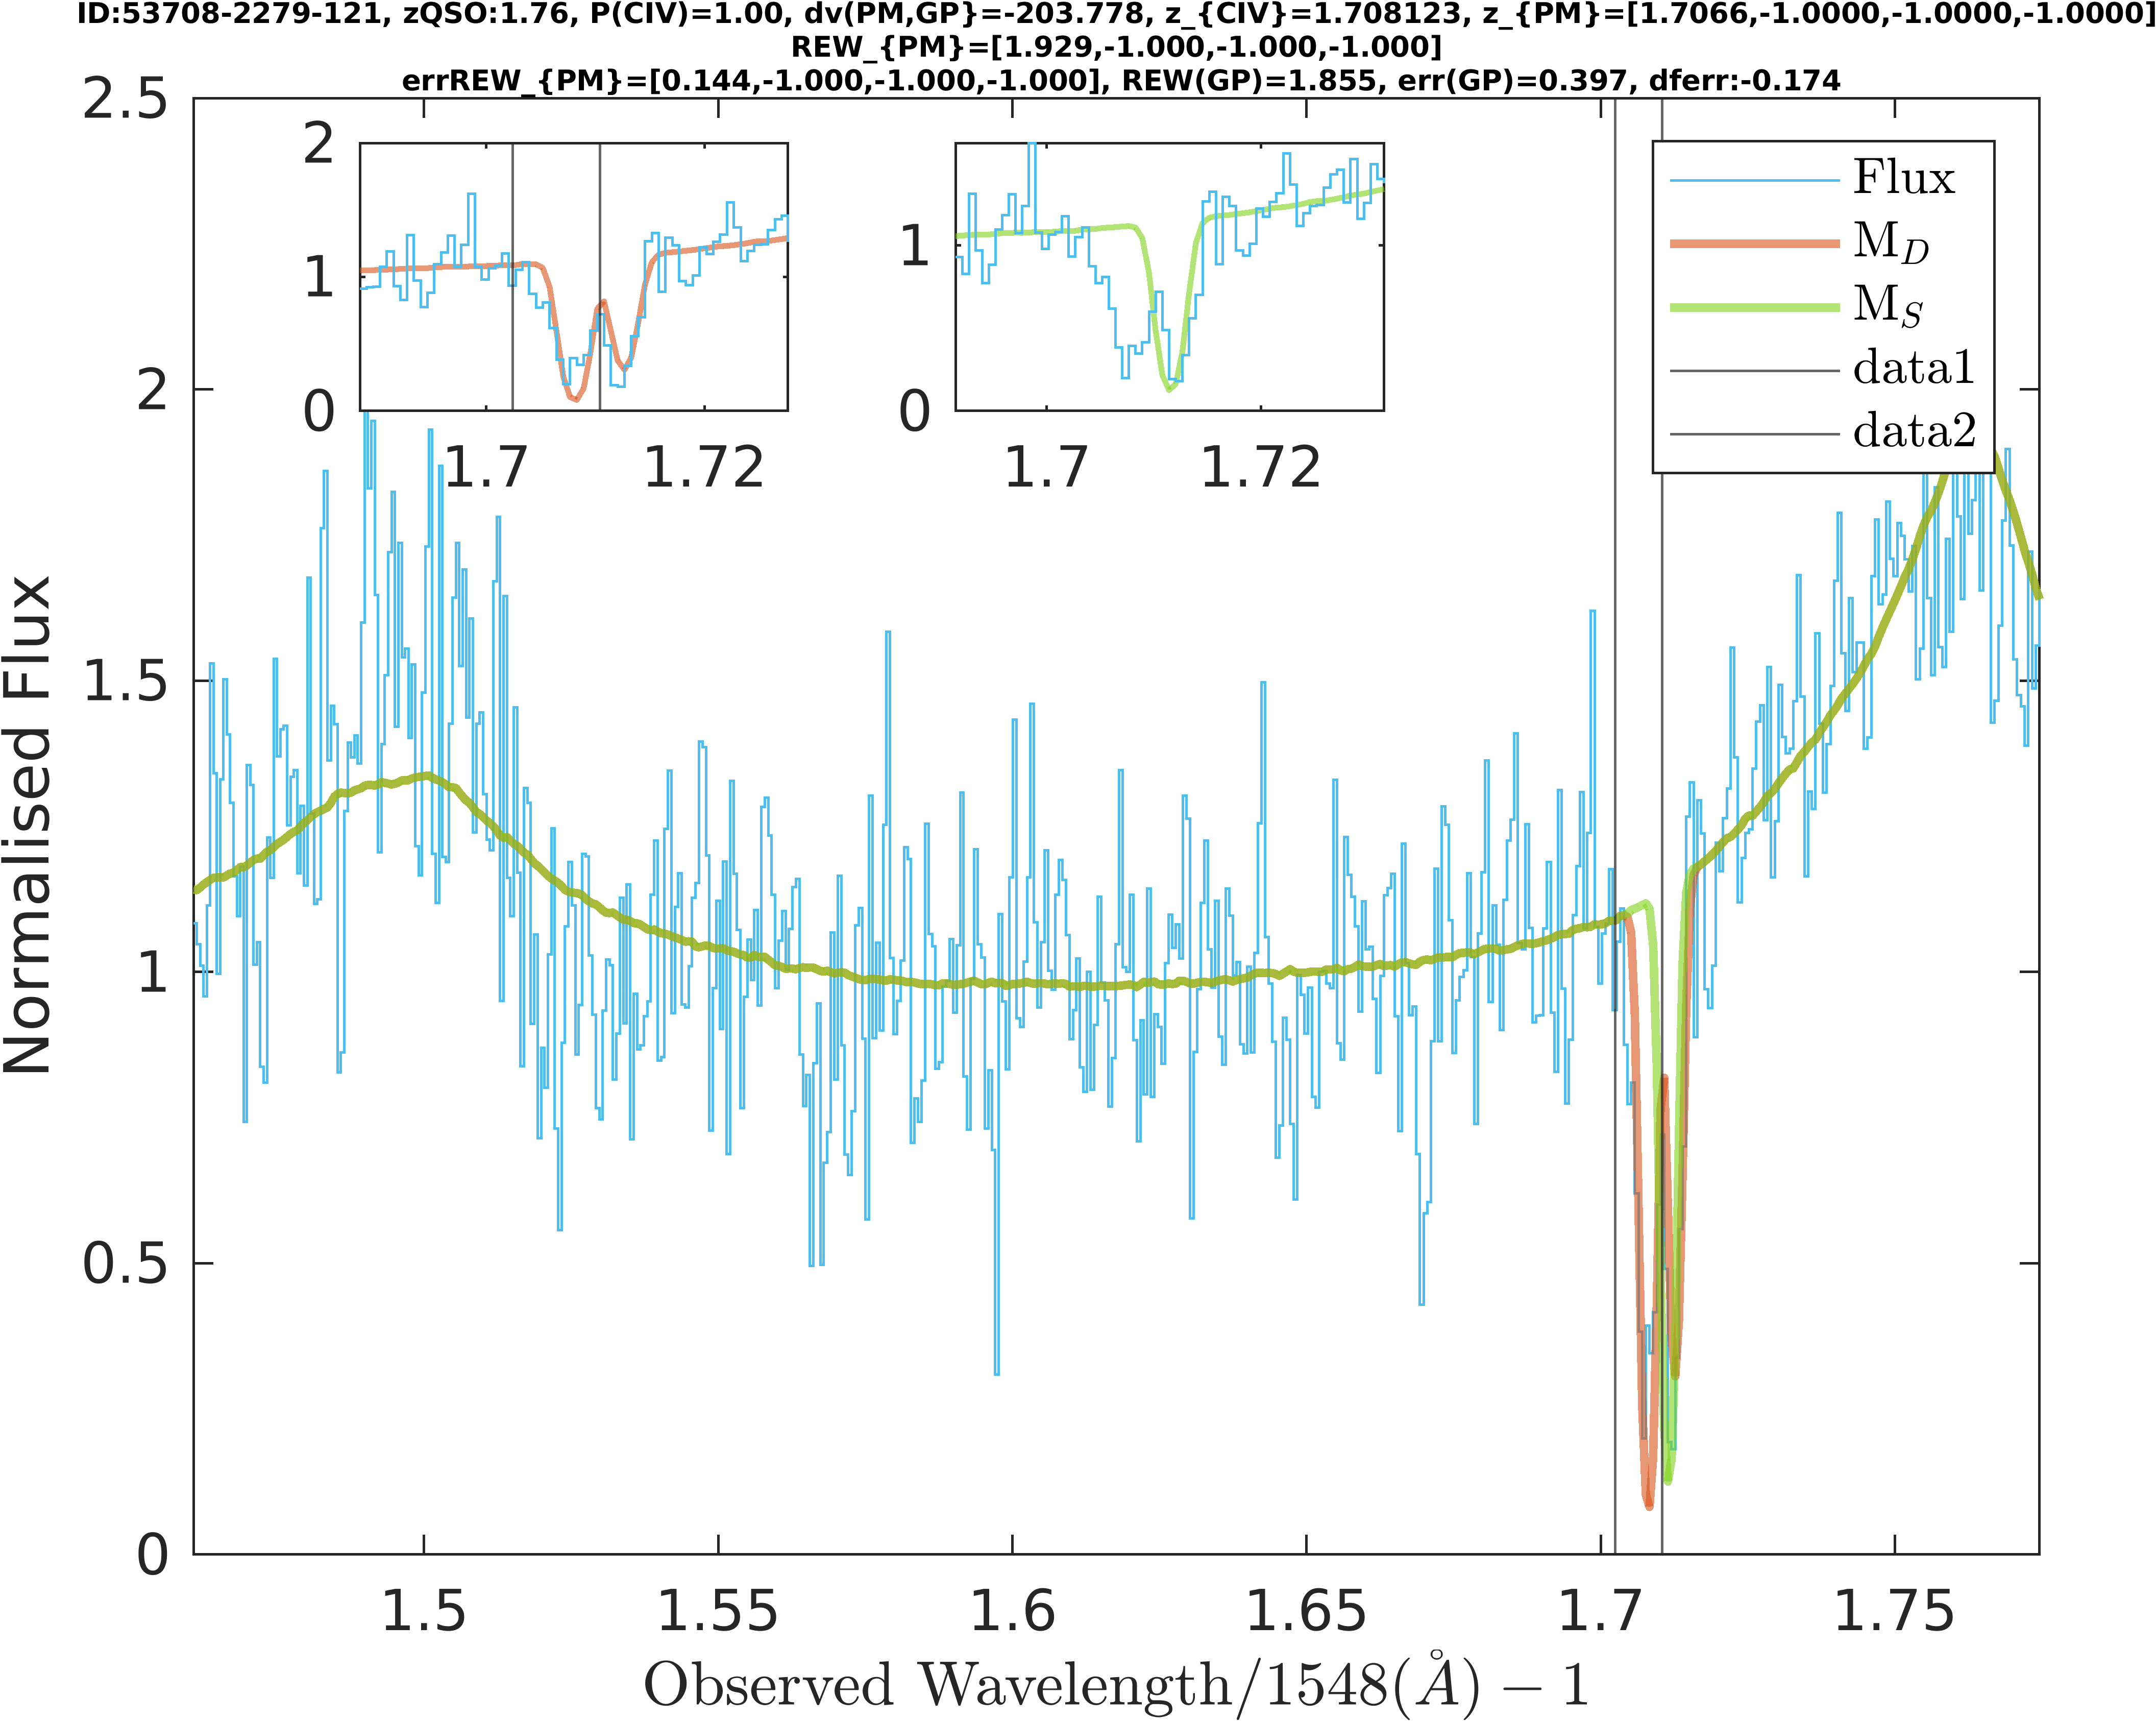 ID:53708-2279-121, zQSO:1.76, P(CIV)=1.00, dv(PM,GP}=-203.778, z_{CIV}=1.708123, z_{PM}=[1.7066,-1.0000,-1.0000,-1.0000]
REW_{PM}=[1.929,-1.000,-1.000,-1.000]
errREW_{PM}=[0.144,-1.000,-1.000,-1.000], REW(GP)=1.855, err(GP)=0.397, dferr:-0.174
2.5
2
1.5
1
0.5
0
Normalised Flux
2
1
0
1.7
1.72
1
0
1.7
1.72
Flux
M_D
M_S
data1
data2
1.5
1.55
1.6
1.65
1.7
1.75
Observed Wavelength/1548(Å) − 1